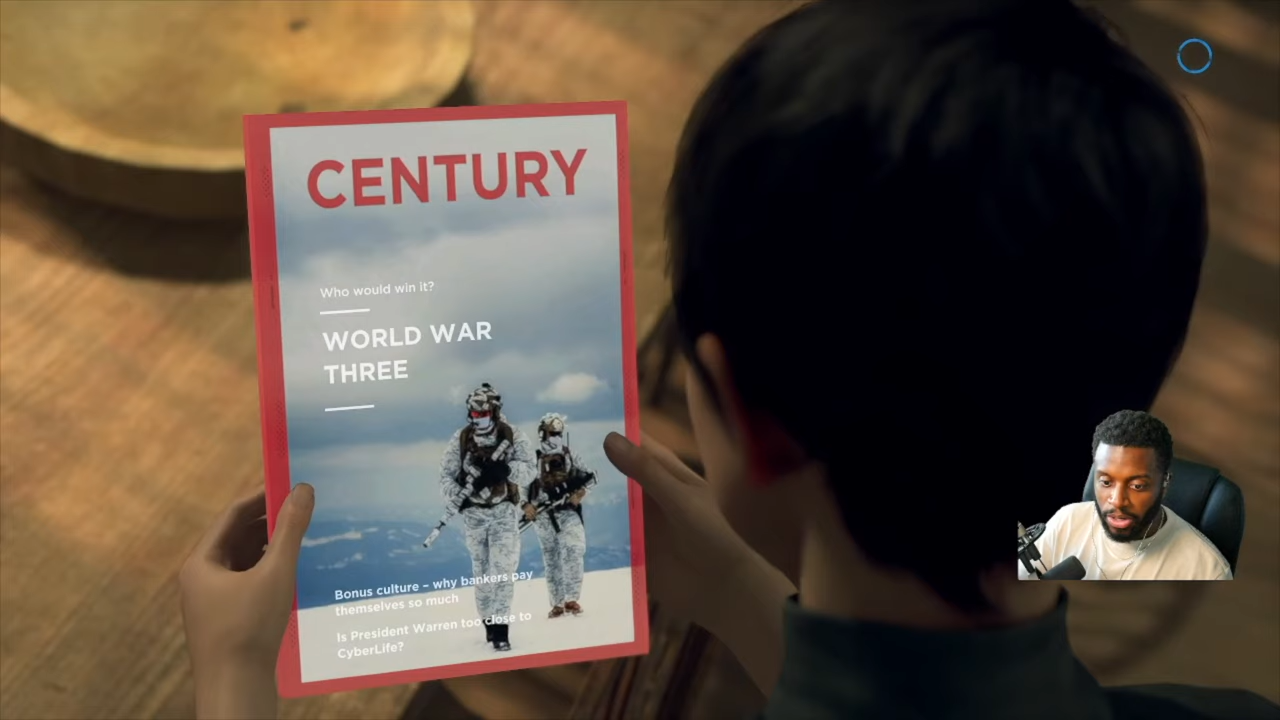 CENTURY
Who would win it?
WORLD WAR
THREE
Bonus culture – why bankers pay
themselves so much
Is President Warren too close to
CyberLife?